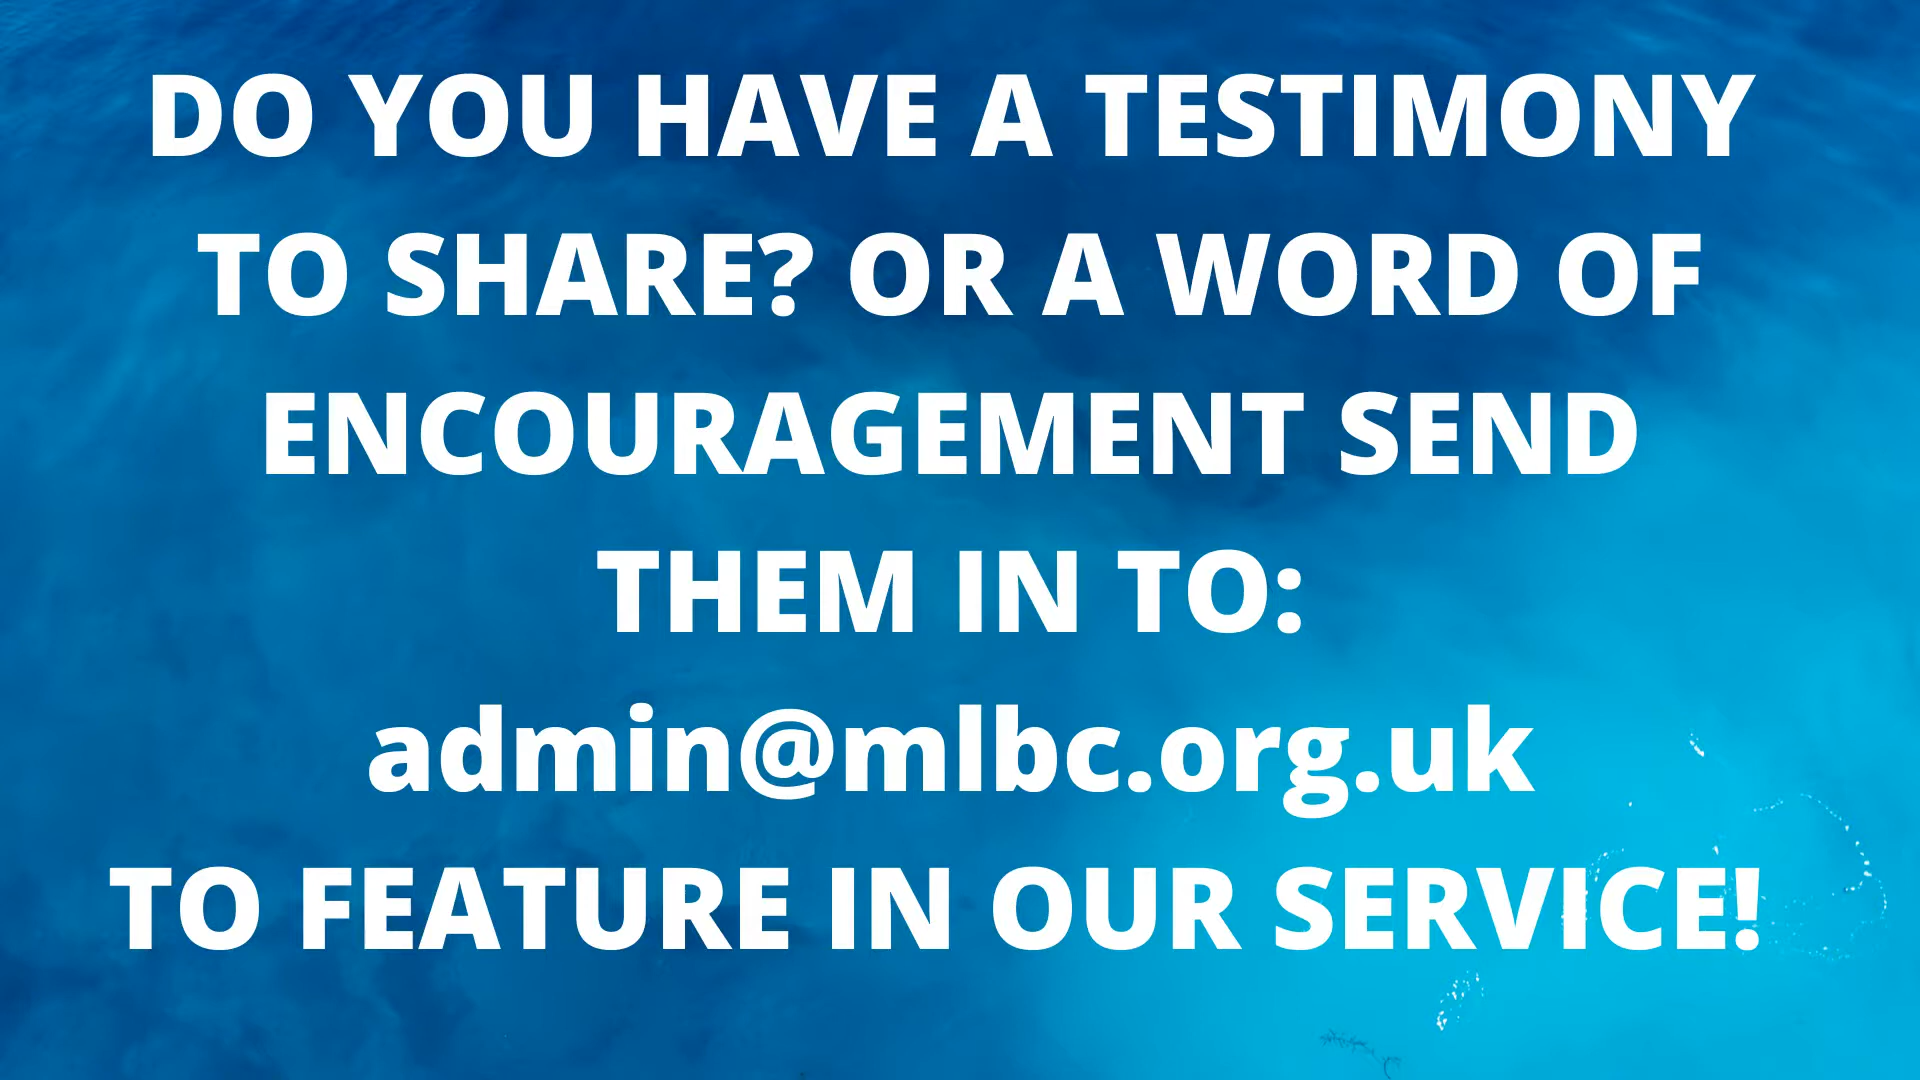 DO YOU HAVE A TESTIMONY
TO SHARE? OR A WORD OF
ENCOURAGEMENT SEND
THEM IN TO:
admin@mlbc.org.uk
TO FEATURE IN OUR SERVICE!